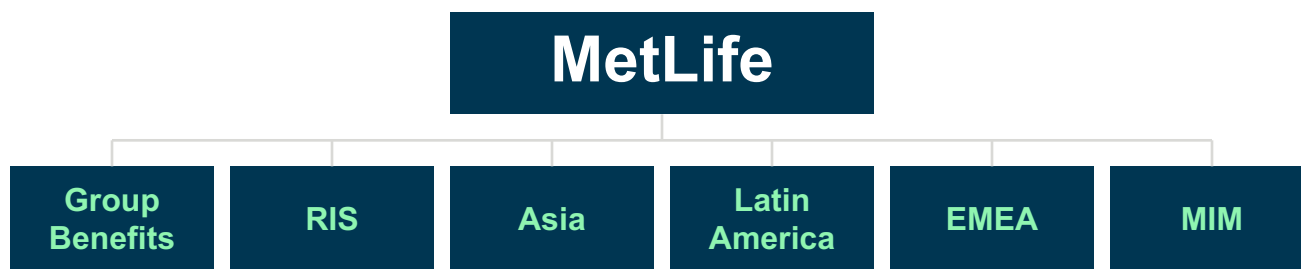 MetLife
Group
Benefits
RIS
Asia
Latin
America
EMEA
MIM